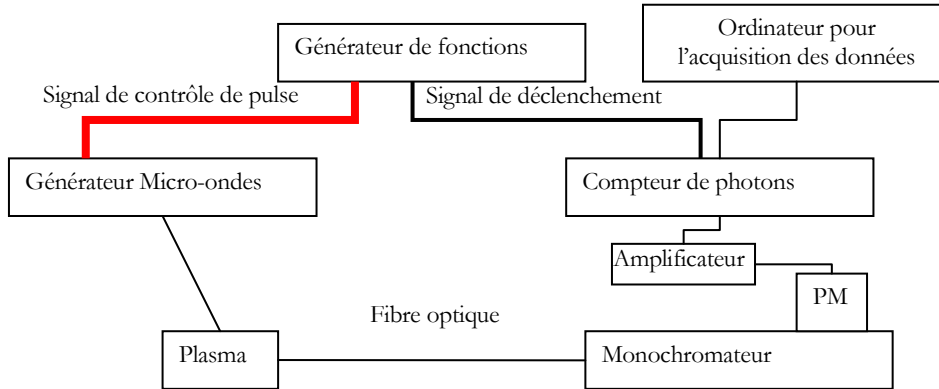 Générateur de fonctions
Ordinateur pour
l'acquisition des données
Signal de contrôle de pulse
Signal de déclenchement
Générateur Micro-ondes
Compteur de photons
Amplificateur
PM
Fibre optique
Plasma
Monochromateur